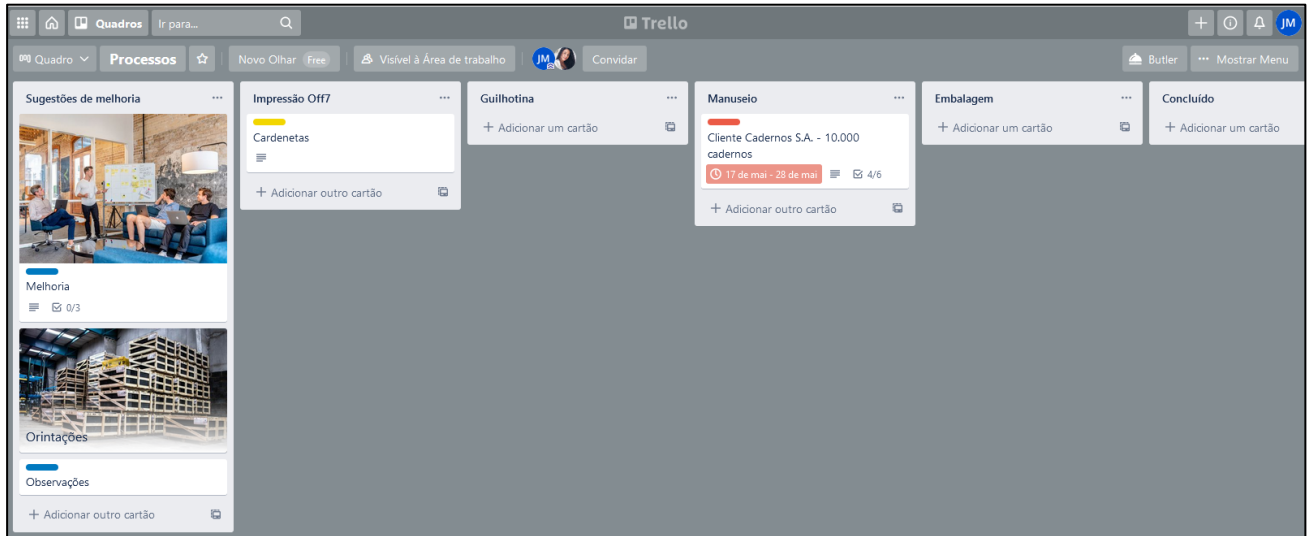 Quadros
Ir para...
Trello
JM
Quadro
Processos
Novo Olhar Free
Visível à Área de trabalho
JM
Convidar
Butler
Mostrar Menu
Sugestões de melhoria
Melhoria
0/3
Orintações
Observações
+ Adicionar outro cartão
Impressão Off7
Cardenetas
+ Adicionar outro cartão
Guilhotina
+ Adicionar um cartão
Manuseio
Cliente Cadernos S.A. - 10.000
cadernos
17 de mai - 28 de mai
4/6
+ Adicionar outro cartão
Embalagem
+ Adicionar um cartão
Concluído
+ Adicionar um cartão